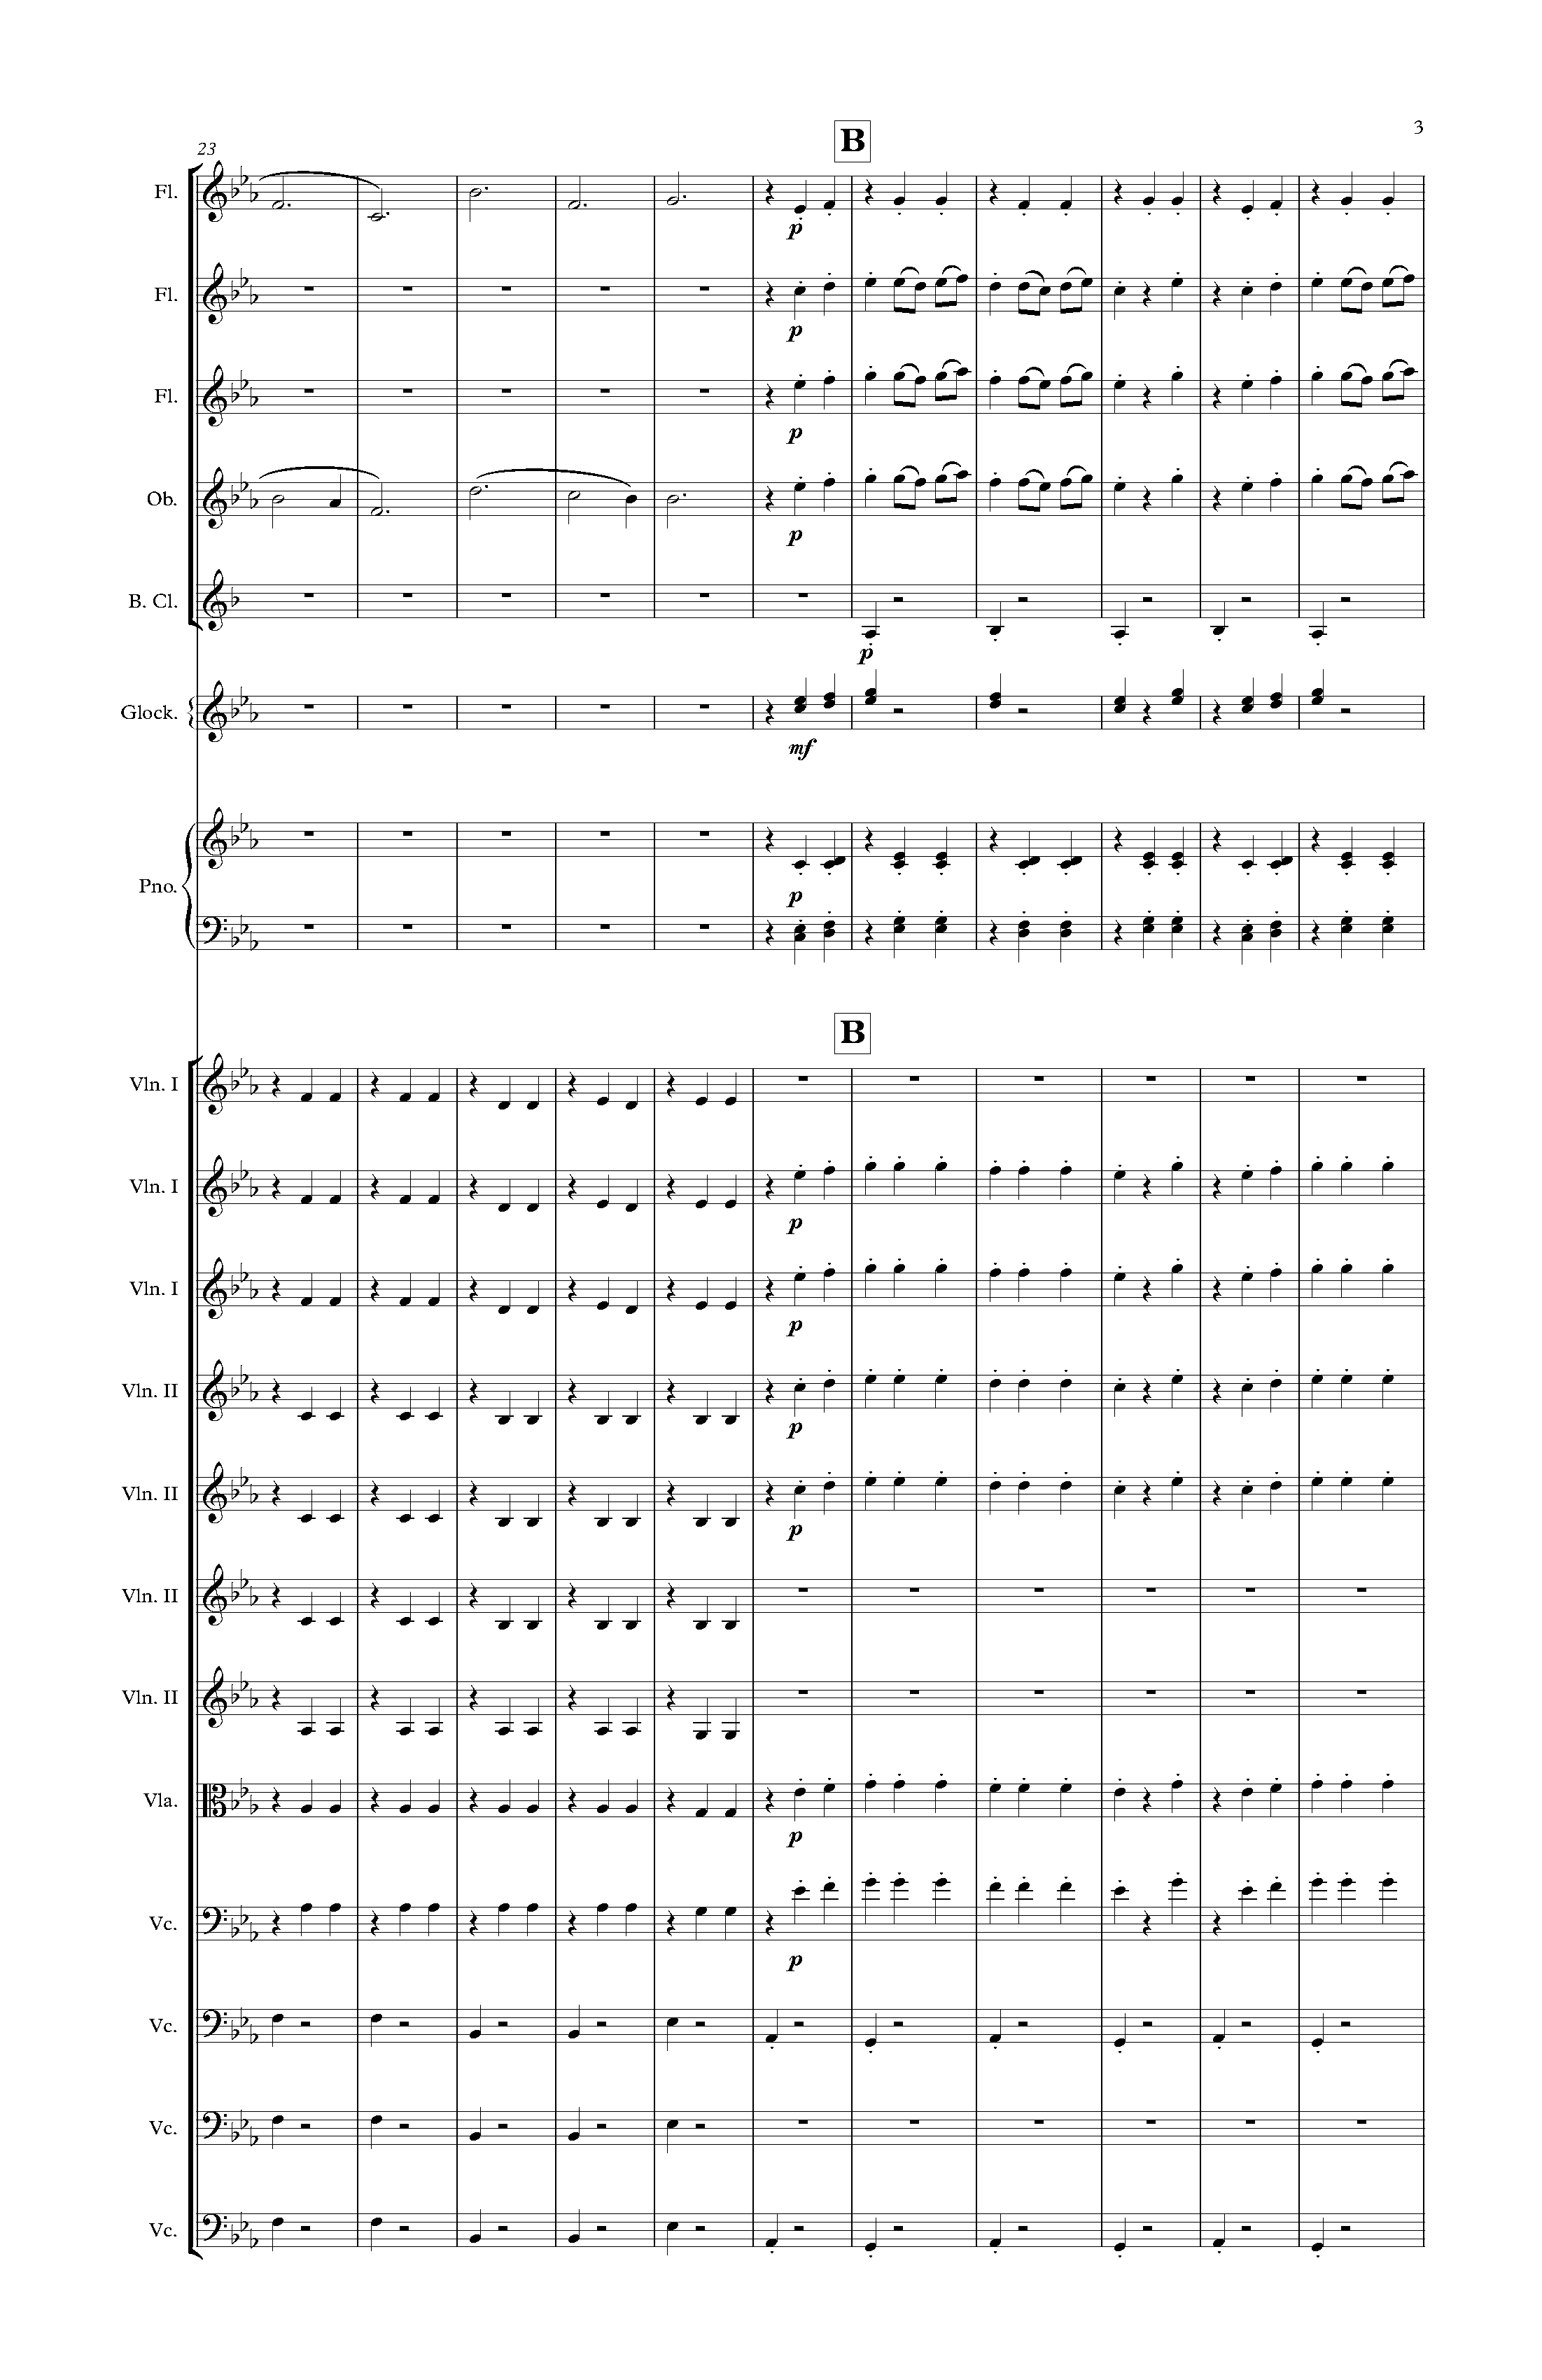 3
B
23
Fl.
p
Fl.
p
Fl.
p
Ob.
p
B. Cl.
p
Glock.
mf
Pno.
p
B
Vln. I
Vln. I
p
Vln. I
p
Vln. II
p
Vln. II
p
Vln. II
Vln. II
Vla.
p
Vc.
p
Vc.
Vc.
Vc.